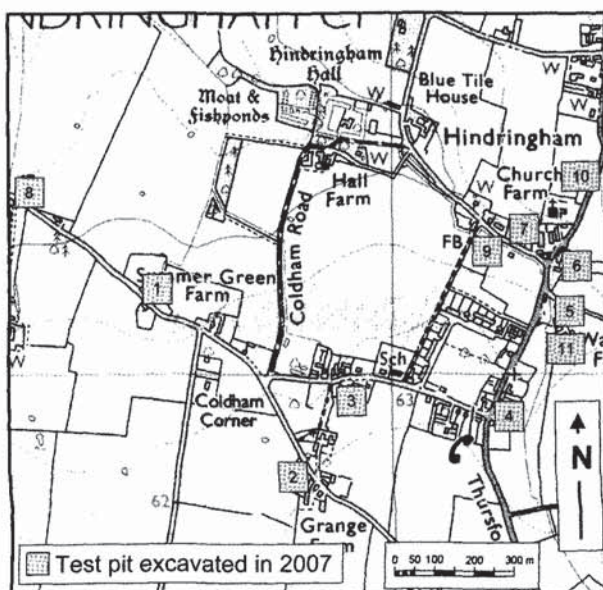 Hindringham
Hall
Moat &
Fishponds
Blue Tile
House
W
W
Hindringham
Hall
Farm
W
W
Church
Farm
10
8
Coldham Road
FB
9
7
6
1
Green
Farm
5
11
Sch
Coldham
Corner
3
63
4
2
62
Grange
W
N
Test pit excavated in 2007
0 50 100 150 200 300 m